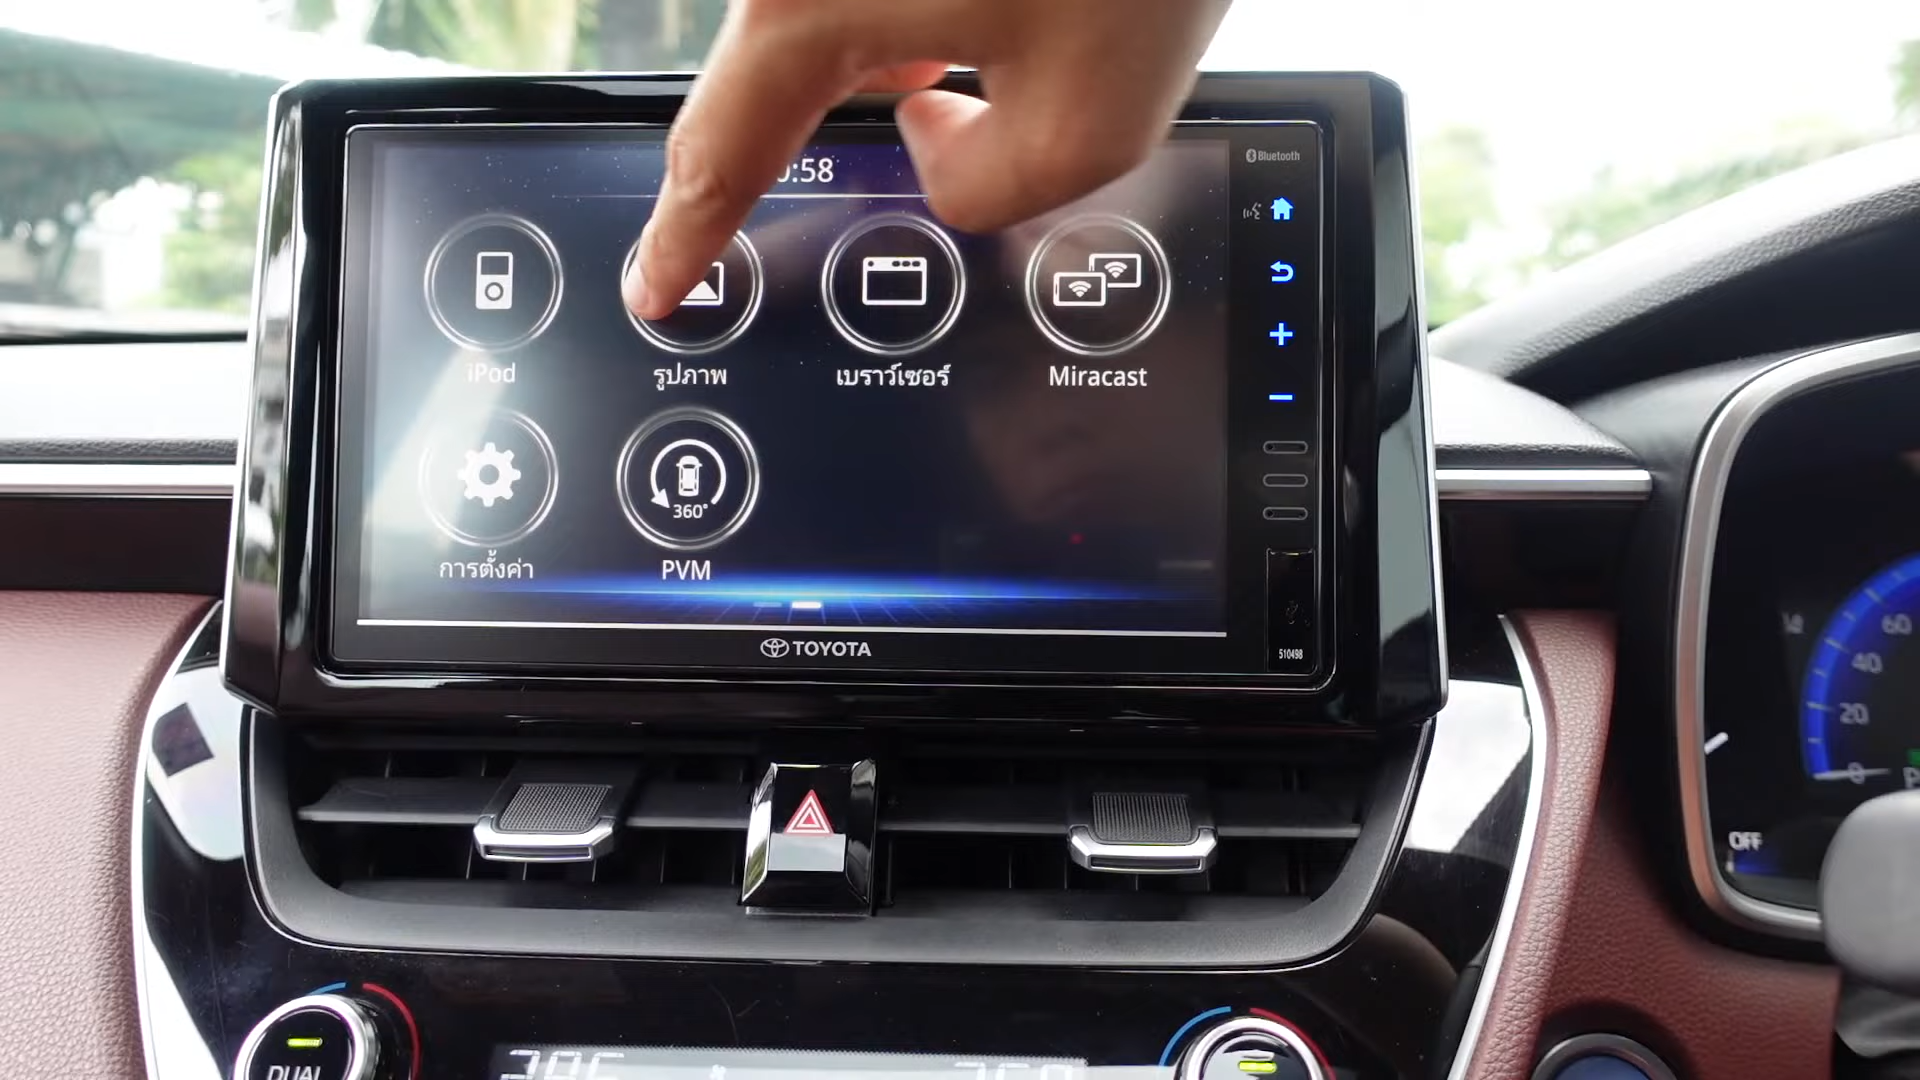 :58
Bluetooth
iPod
รูปภาพ
เบราว์เซอร์
Miracast
360°
การตั้งค่า
PVM
TOYOTA
510498
60
40
20
0
P
OFF
DUAL